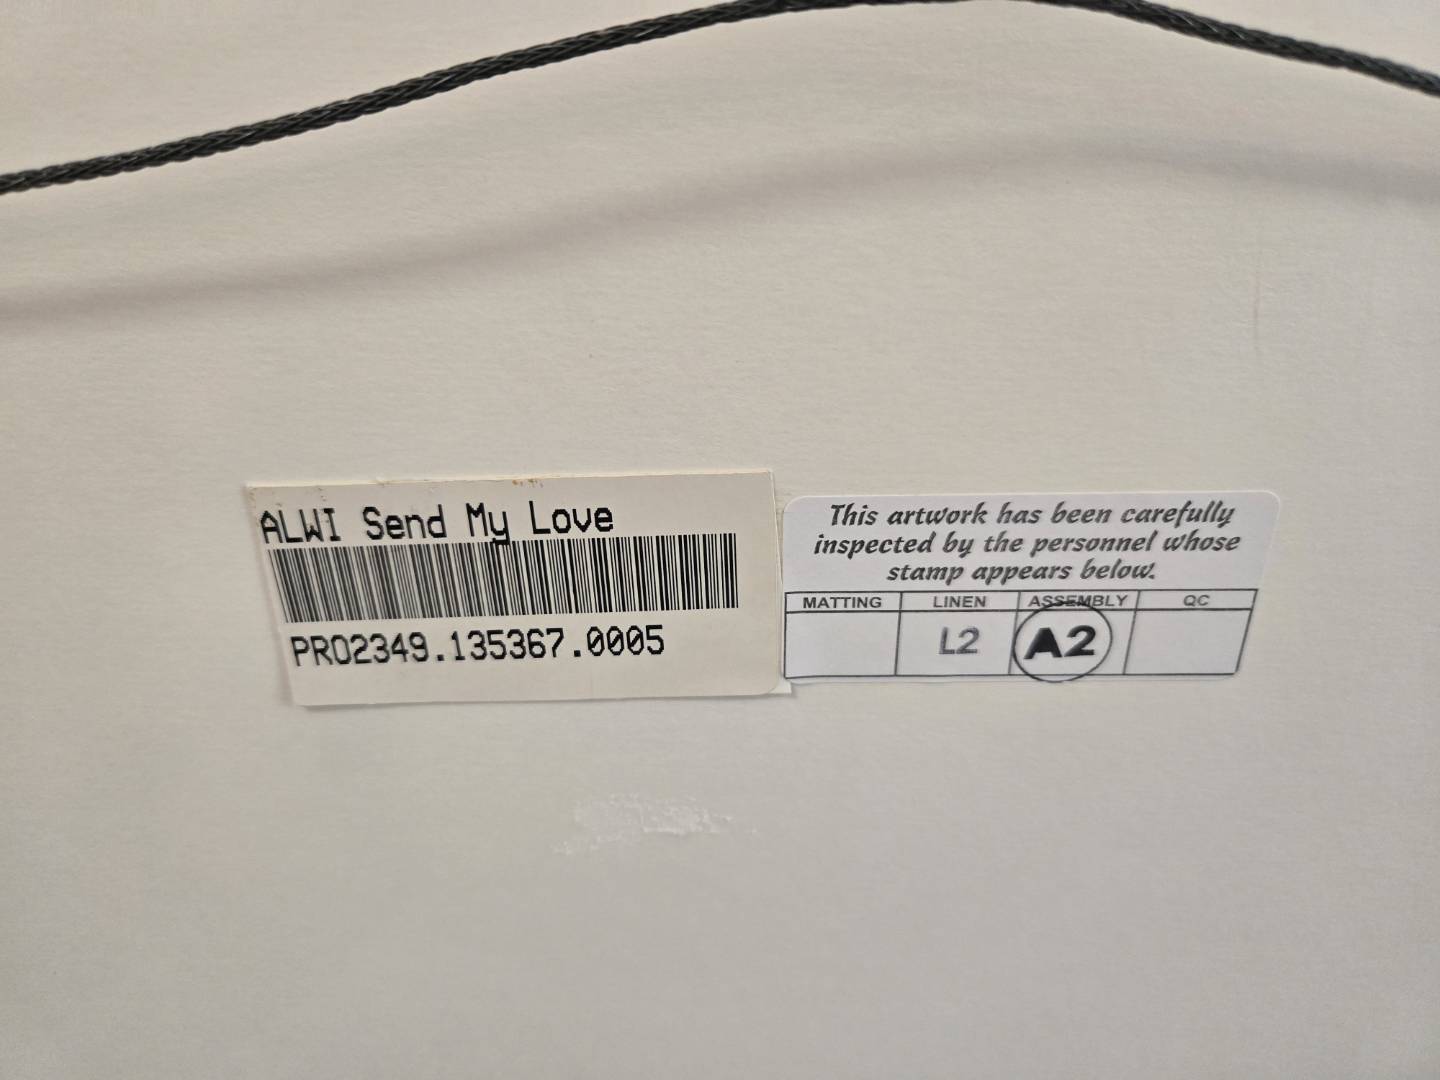 ALWI Send My Love
PRO2349.135367.0005
This artwork has been carefully
inspected by the personnel whose
stamp appears below.
MATTING LINEN ASSEMBLY QC
L2 A2